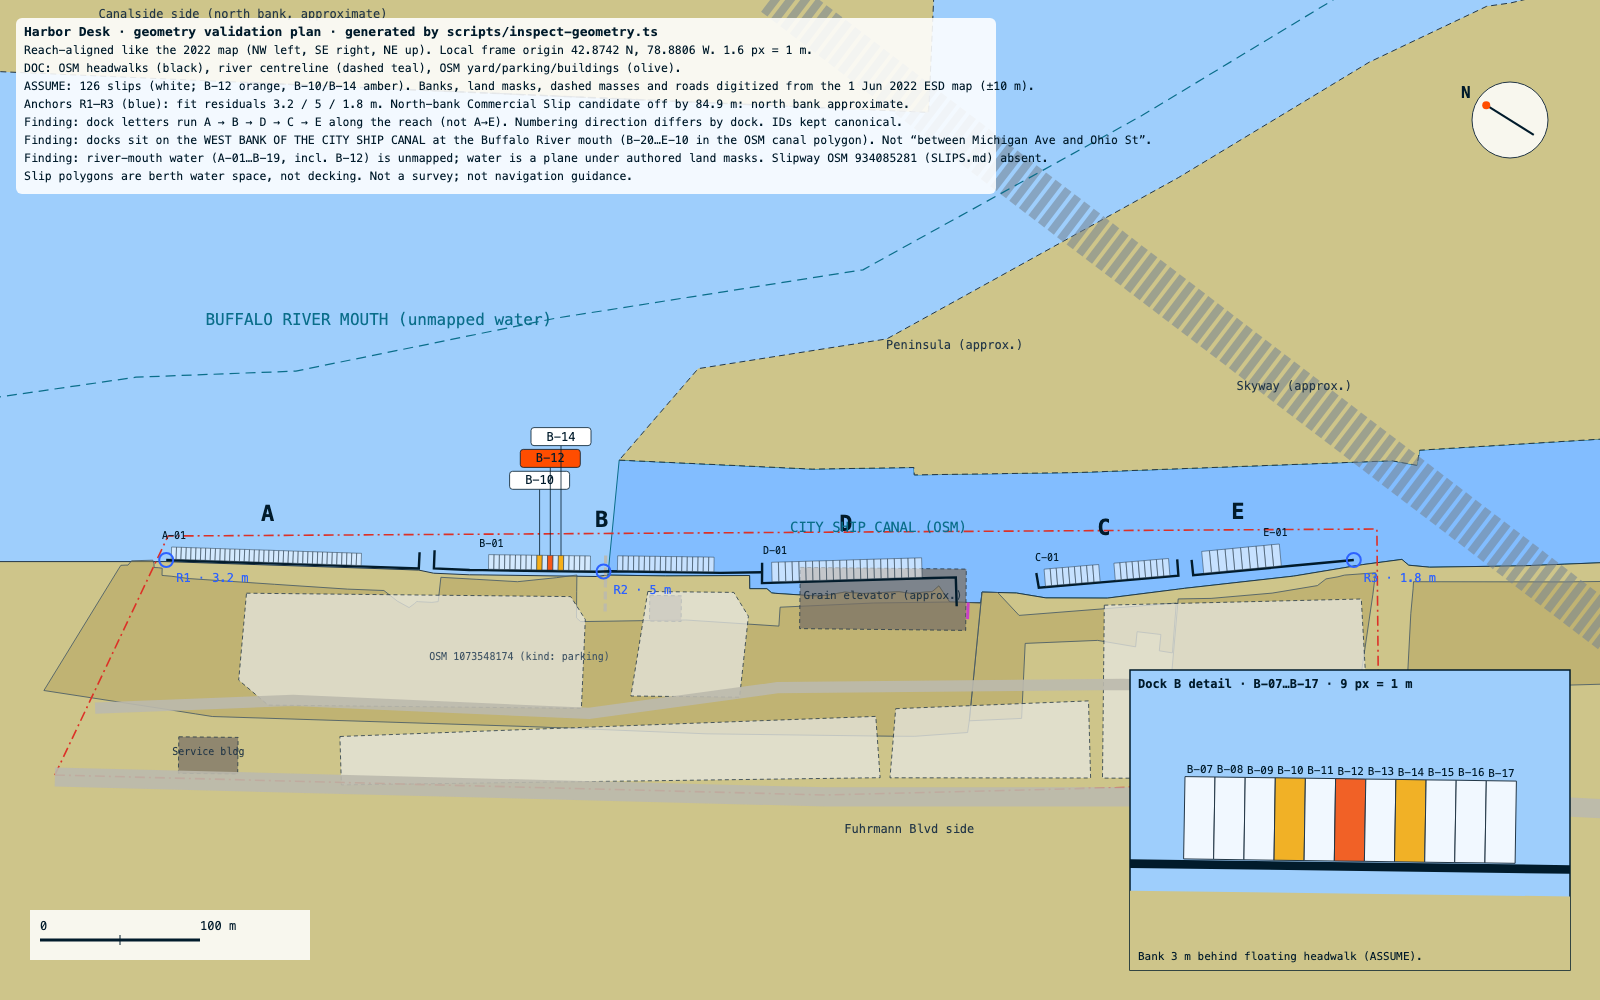 Canalside side (north bank, approximate)
Harbor Desk · geometry validation plan · generated by scripts/inspect-geometry.ts
Reach-aligned like the 2022 map (NW left, SE right, NE up). Local frame origin 42.8742 N, 78.8806 W. 1.6 px = 1 m.
DOC: OSM headwalks (black), river centreline (dashed teal), OSM yard/parking/buildings (olive).
ASSUME: 126 slips (white; B-12 orange, B-10/B-14 amber). Banks, land masks, dashed masses and roads digitized from the 1 Jun 2022 ESD map (±10 m).
Anchors R1–R3 (blue): fit residuals 3.2 / 5 / 1.8 m. North-bank Commercial Slip candidate off by 84.9 m: north bank approximate.
Finding: dock letters run A → B → D → C → E along the reach (not A→E). Numbering direction differs by dock. IDs kept canonical.
Finding: docks sit on the WEST BANK OF THE CITY SHIP CANAL at the Buffalo River mouth (B-20…E-10 in the OSM canal polygon). Not “between Michigan Ave and Ohio St”.
Finding: river-mouth water (A-01…B-19, incl. B-12) is unmapped; water is a plane under authored land masks. Slipway OSM 934085281 (SLIPS.md) absent.
Slip polygons are berth water space, not decking. Not a survey; not navigation guidance.
N
BUFFALO RIVER MOUTH (unmapped water)
Peninsula (approx.)
Skyway (approx.)
B-14
B-12
B-10
A
B
D
C
E
CITY SHIP CANAL (OSM)
A-01
B-01
D-01
C-01
E-01
R1 · 3.2 m
R2 · 5 m
R3 · 1.8 m
Grain elevator (approx.)
OSM 1073548174 (kind: parking)
Service bldg
Fuhrmann Blvd side
Dock B detail · B-07…B-17 · 9 px = 1 m
B-07 B-08 B-09 B-10 B-11 B-12 B-13 B-14 B-15 B-16 B-17
Bank 3 m behind floating headwalk (ASSUME).
0 100 m